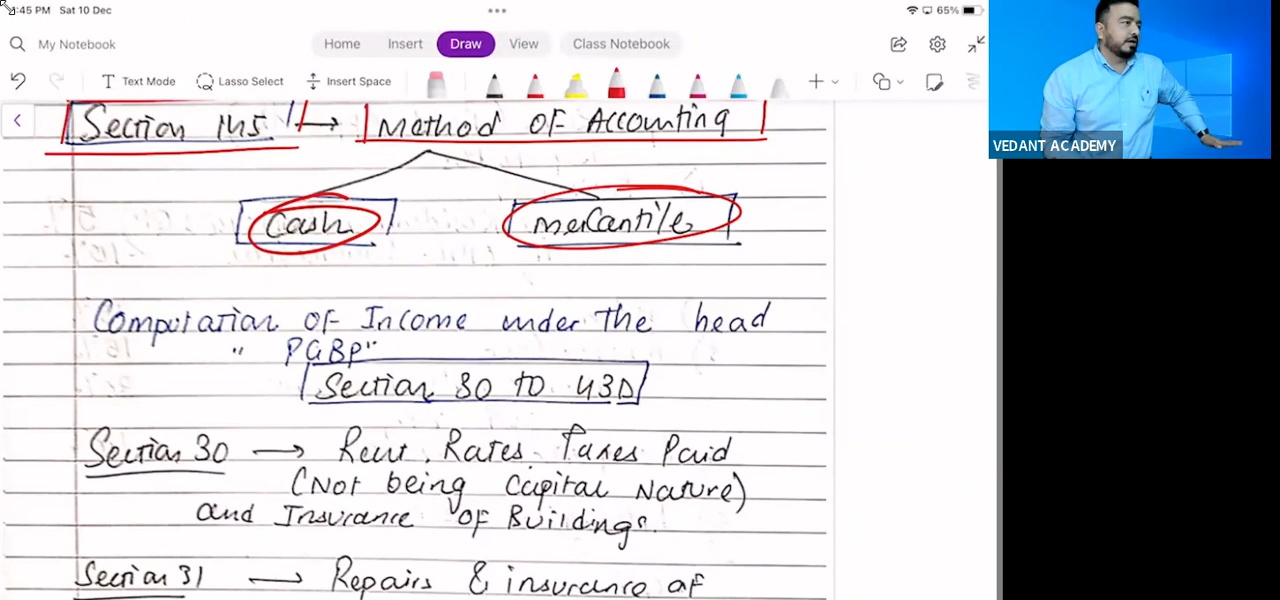 :45 PM Sat 10 Dec
65%
My Notebook
Home Insert Draw View Class Notebook
Text Mode Lasso Select Insert Space
Section 145 → Method OF Accounting
Cash mercantile
Computation OF Income under The head
" PGBP"
Section 30 TO 43D
Section 30 → Rent, Rates, Taxes Paid
(Not being Capital Nature)
and Insurance OF Buildings.
Section 31 → Repairs & insurance of
VEDANT ACADEMY